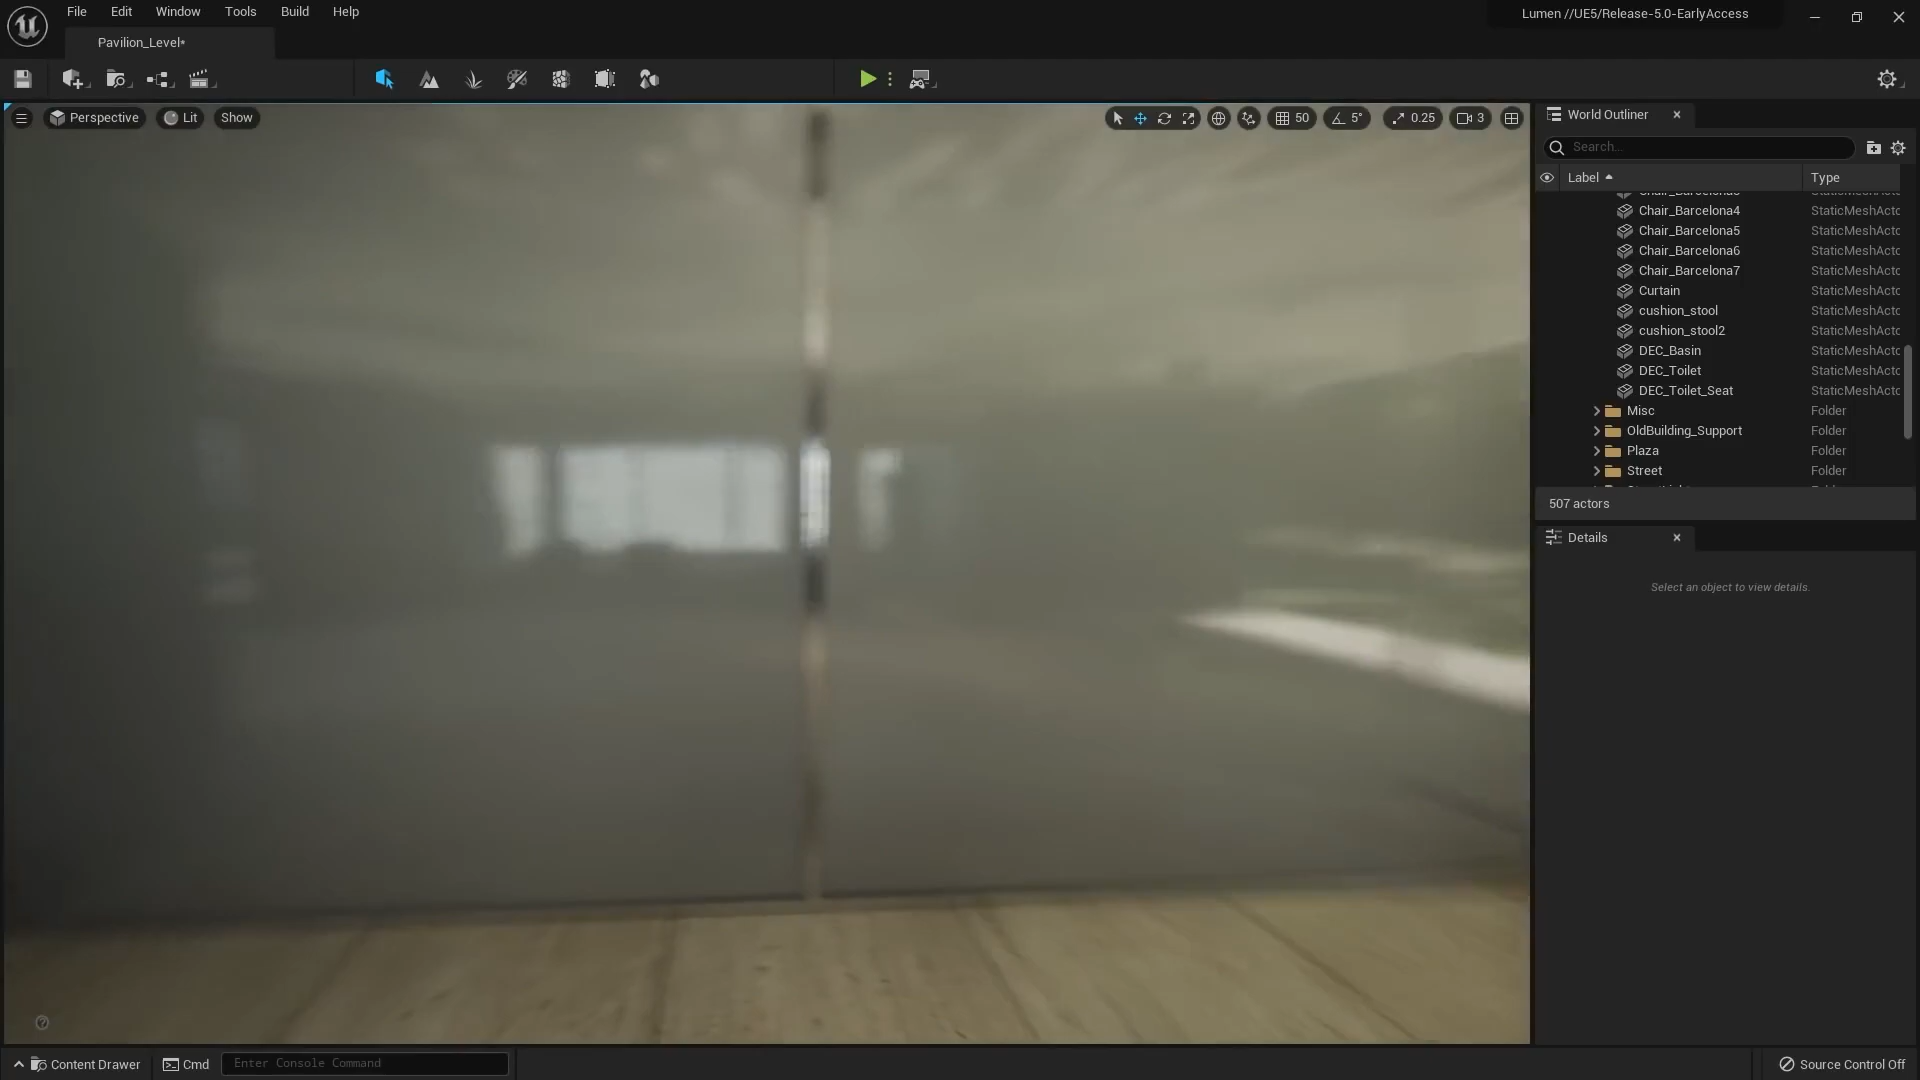 File Edit Window Tools Build Help
Lumen //UE5/Release-5.0-EarlyAccess
Pavilion_Level*
Perspective Lit Show
50 5° 0.25 3
World Outliner
Search...
Label Type
Chair_Barcelona4 StaticMeshActo
Chair_Barcelona5 StaticMeshActo
Chair_Barcelona6 StaticMeshActo
Chair_Barcelona7 StaticMeshActo
Curtain StaticMeshActo
cushion_stool StaticMeshActo
cushion_stool2 StaticMeshActo
DEC_Basin StaticMeshActo
DEC_Toilet StaticMeshActo
DEC_Toilet_Seat StaticMeshActo
Misc Folder
OldBuilding_Support Folder
Plaza Folder
Street Folder
507 actors
Details
Select an object to view details.
Content Drawer Cmd Enter Console Command
Source Control Off